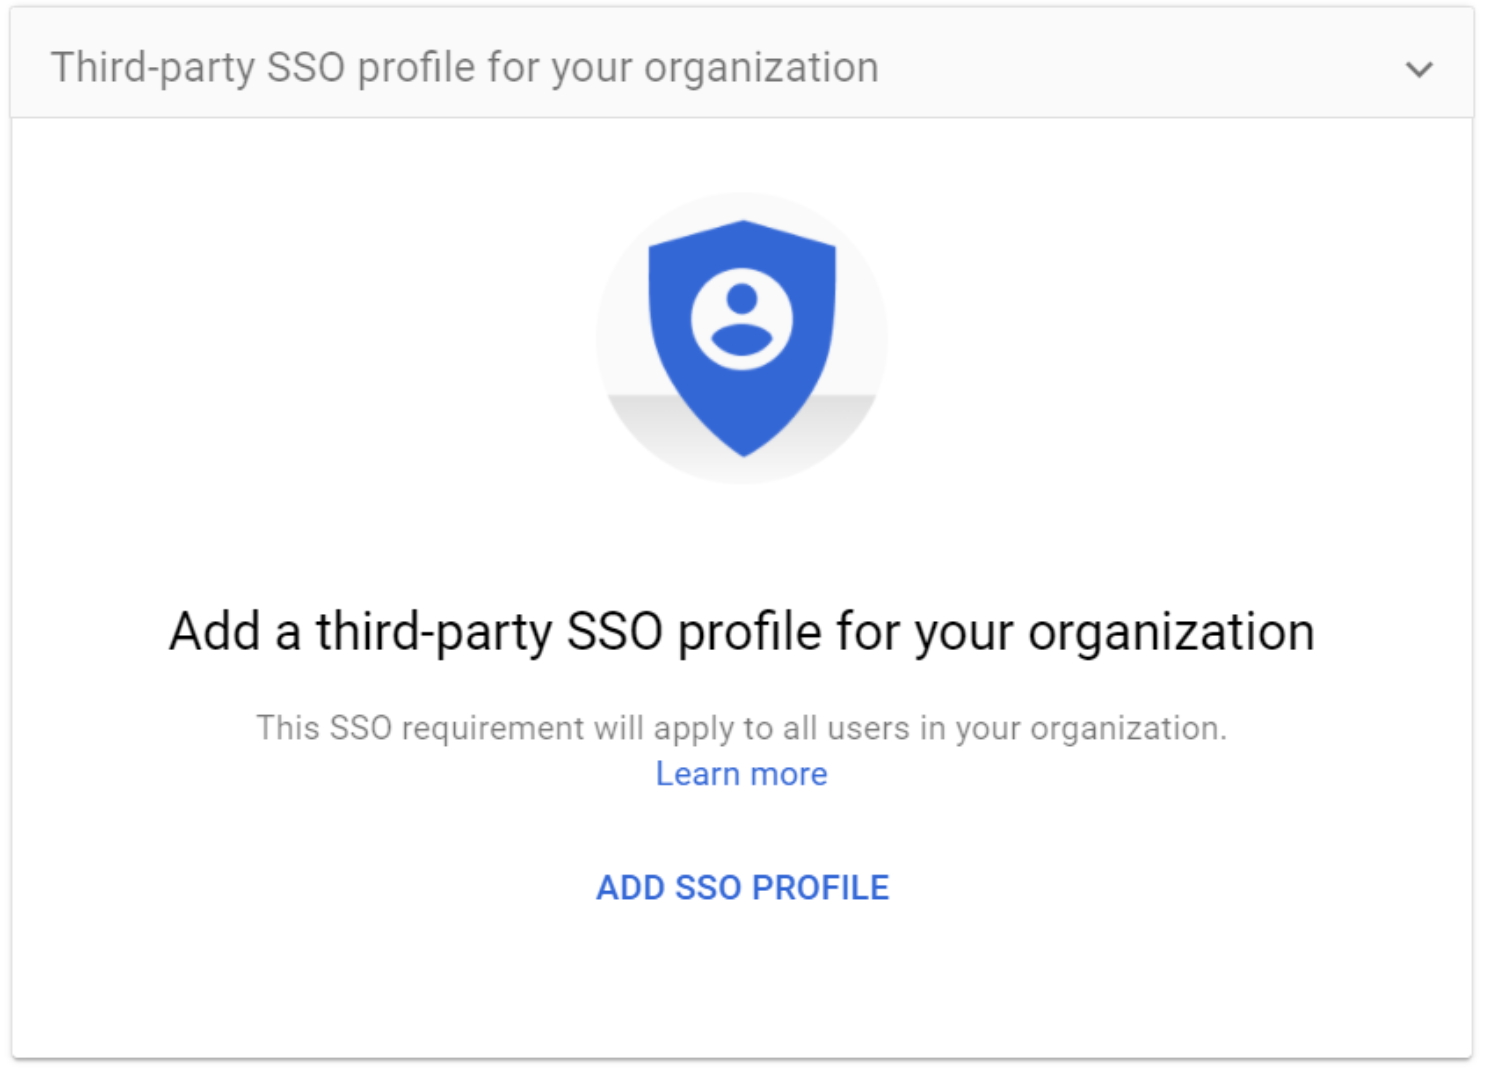 Third-party SSO profile for your organization
Add a third-party SSO profile for your organization
This SSO requirement will apply to all users in your organization.
Learn more
ADD SSO PROFILE